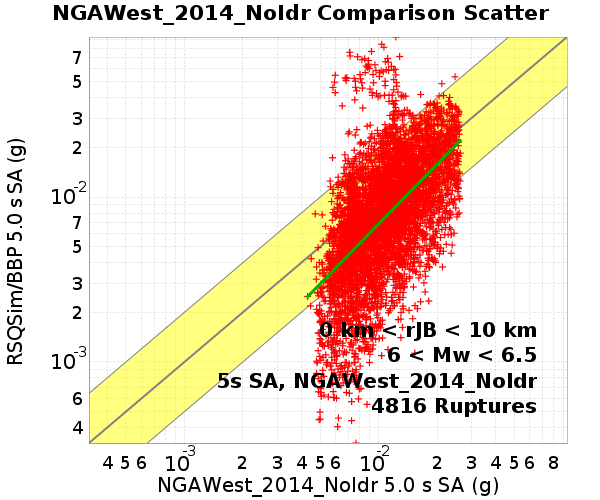 NGAWest_2014_NoIdr Comparison Scatter
RSQSim/BBP 5.0 s SA (g)
7
5
3
2
10-2
7
5
3
2
10-3
6
4
0 km < rJB < 10 km
6 < Mw < 6.5
5s SA, NGAWest_2014_NoIdr
4816 Ruptures
4 5 6 10-3 2 3 4 5 6 10-2 2 3 4 5 6 8
NGAWest_2014_NoIdr 5.0 s SA (g)